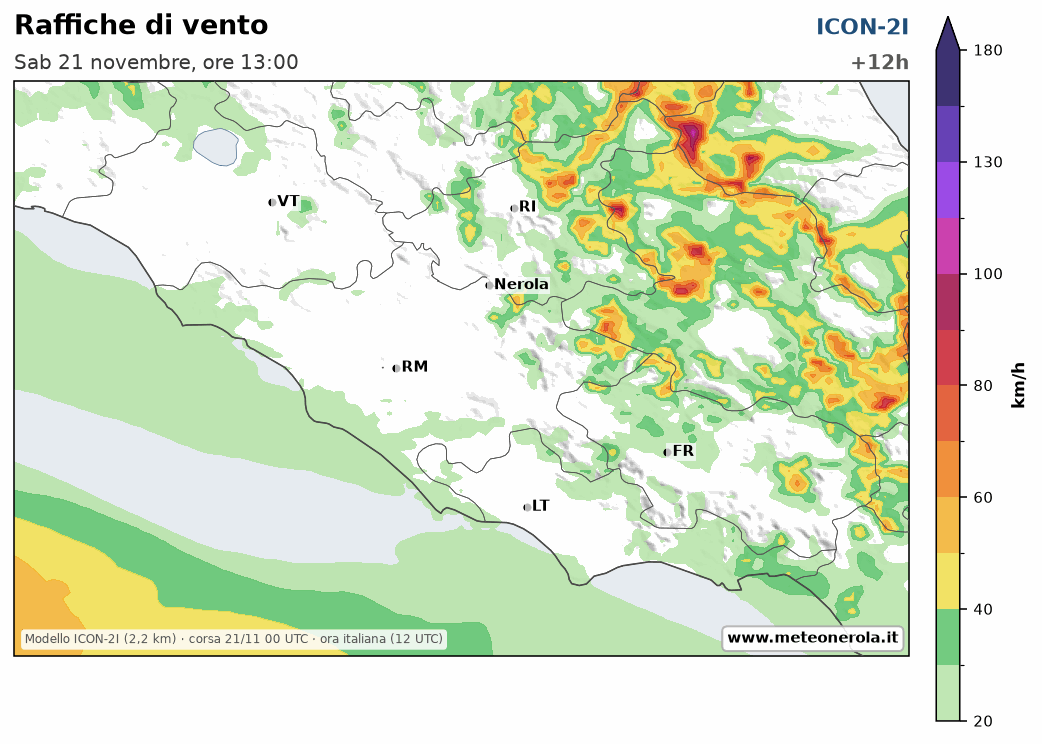 Raffiche di vento
ICON-2I
Sab 21 novembre, ore 13:00
+12h
180
130
100
80
60
40
20
km/h
VT
RI
Nerola
RM
FR
LT
Modello ICON-2I (2,2 km) · corsa 21/11 00 UTC · ora italiana (12 UTC)
www.meteonerola.it